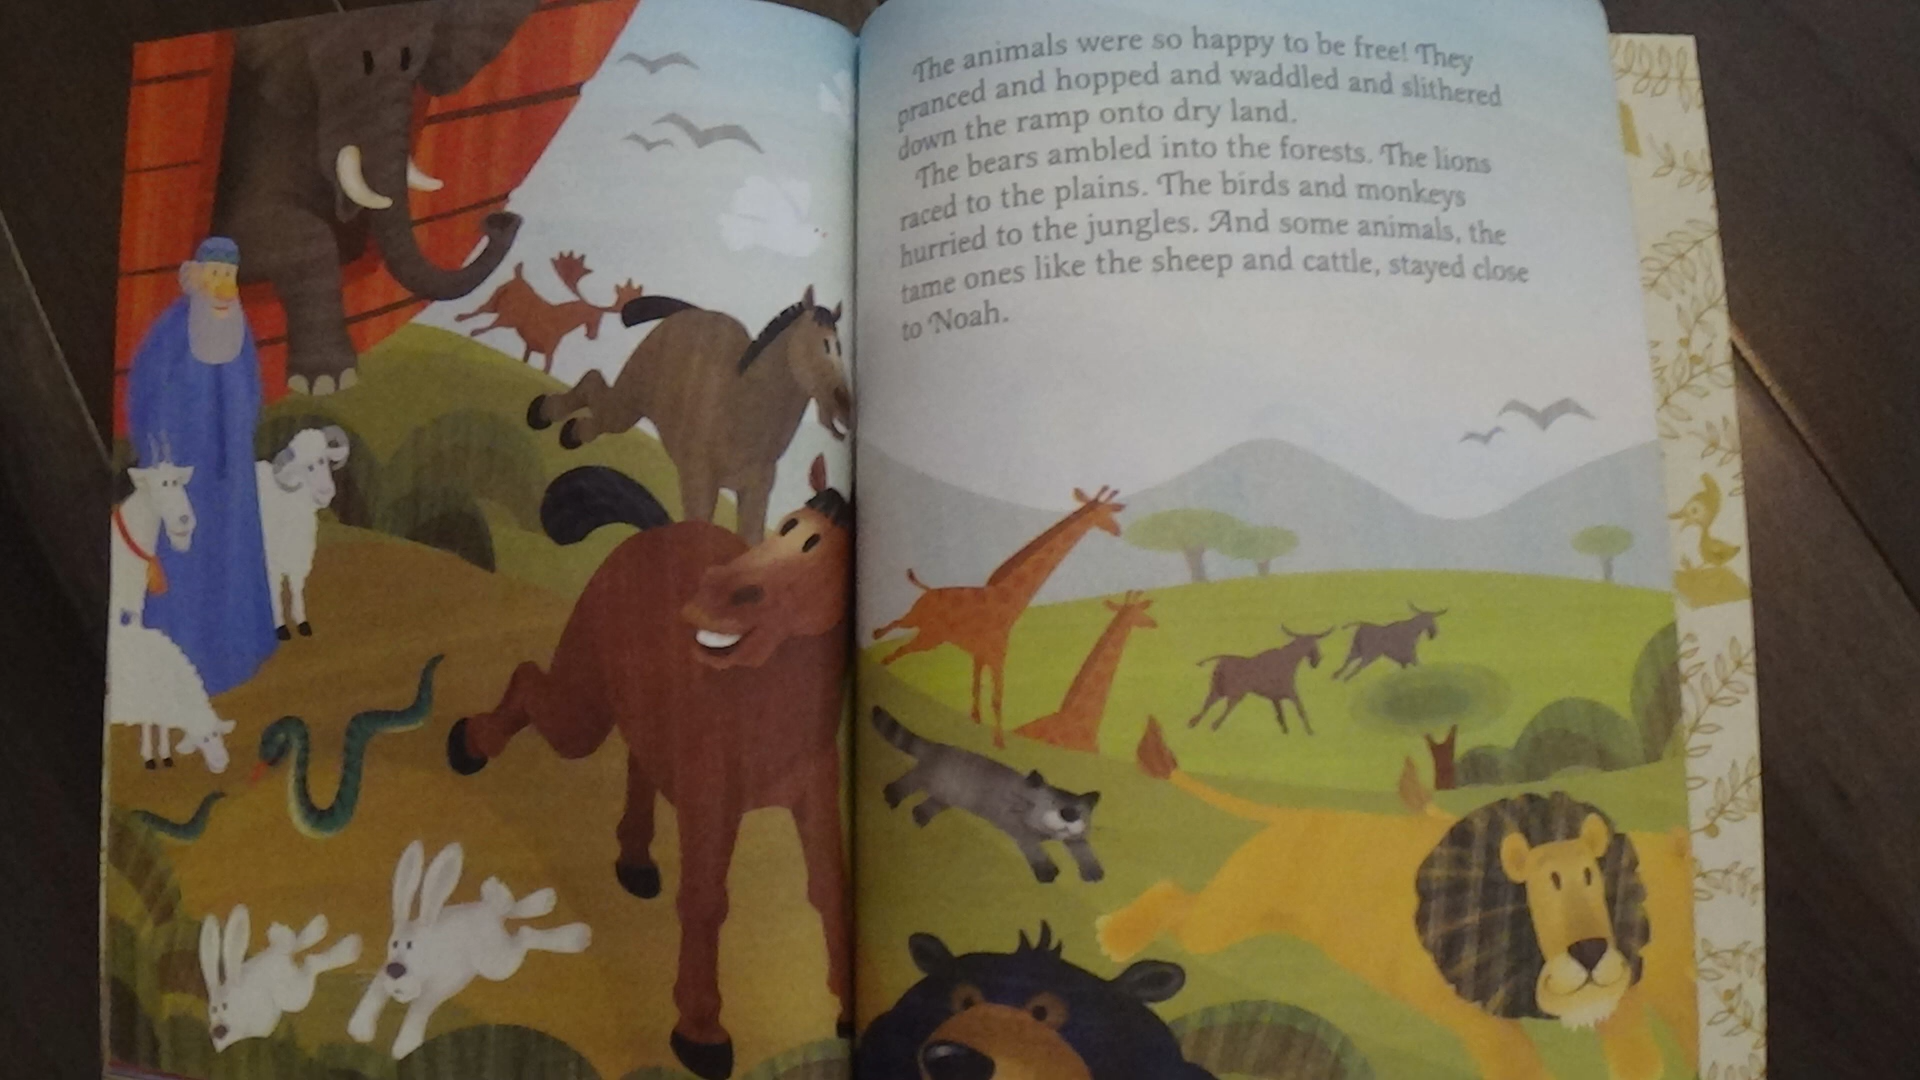 The animals were so happy to be free! They
pranced and hopped and waddled and slithered
down the ramp onto dry land.
The bears ambled into the forests. The lions
raced to the plains. The birds and monkeys
hurried to the jungles. And some animals, the
tame ones like the sheep and cattle, stayed close
to Noah.